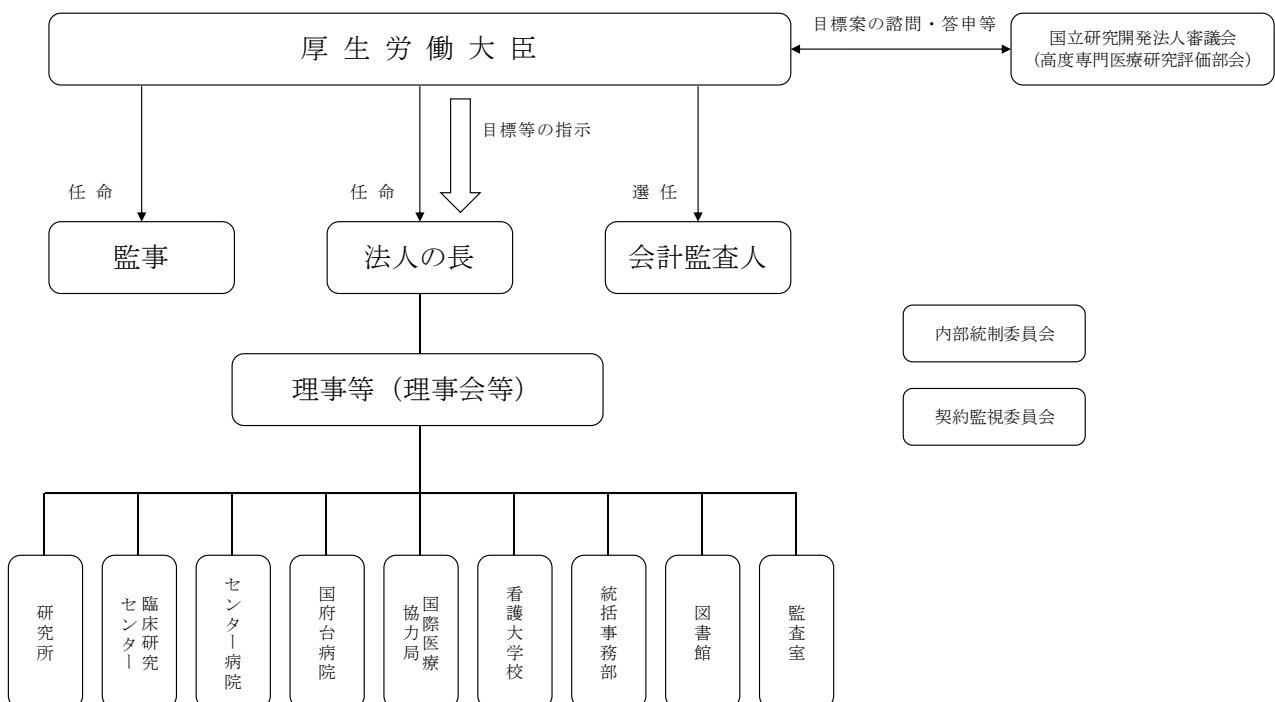 厚生労働大臣
目標案の諮問・答申等
国立研究開発法人審議会
(高度専門医療研究評価部会)
目標等の指示
任命
任命
選任
監事
法人の長
会計監査人
内部統制委員会
理事等（理事会等）
契約監視委員会
研究所
臨床研究
センター
センター病院
国府台病院
国際医療
協力局
看護大学校
統括事務部
図書館
監査室